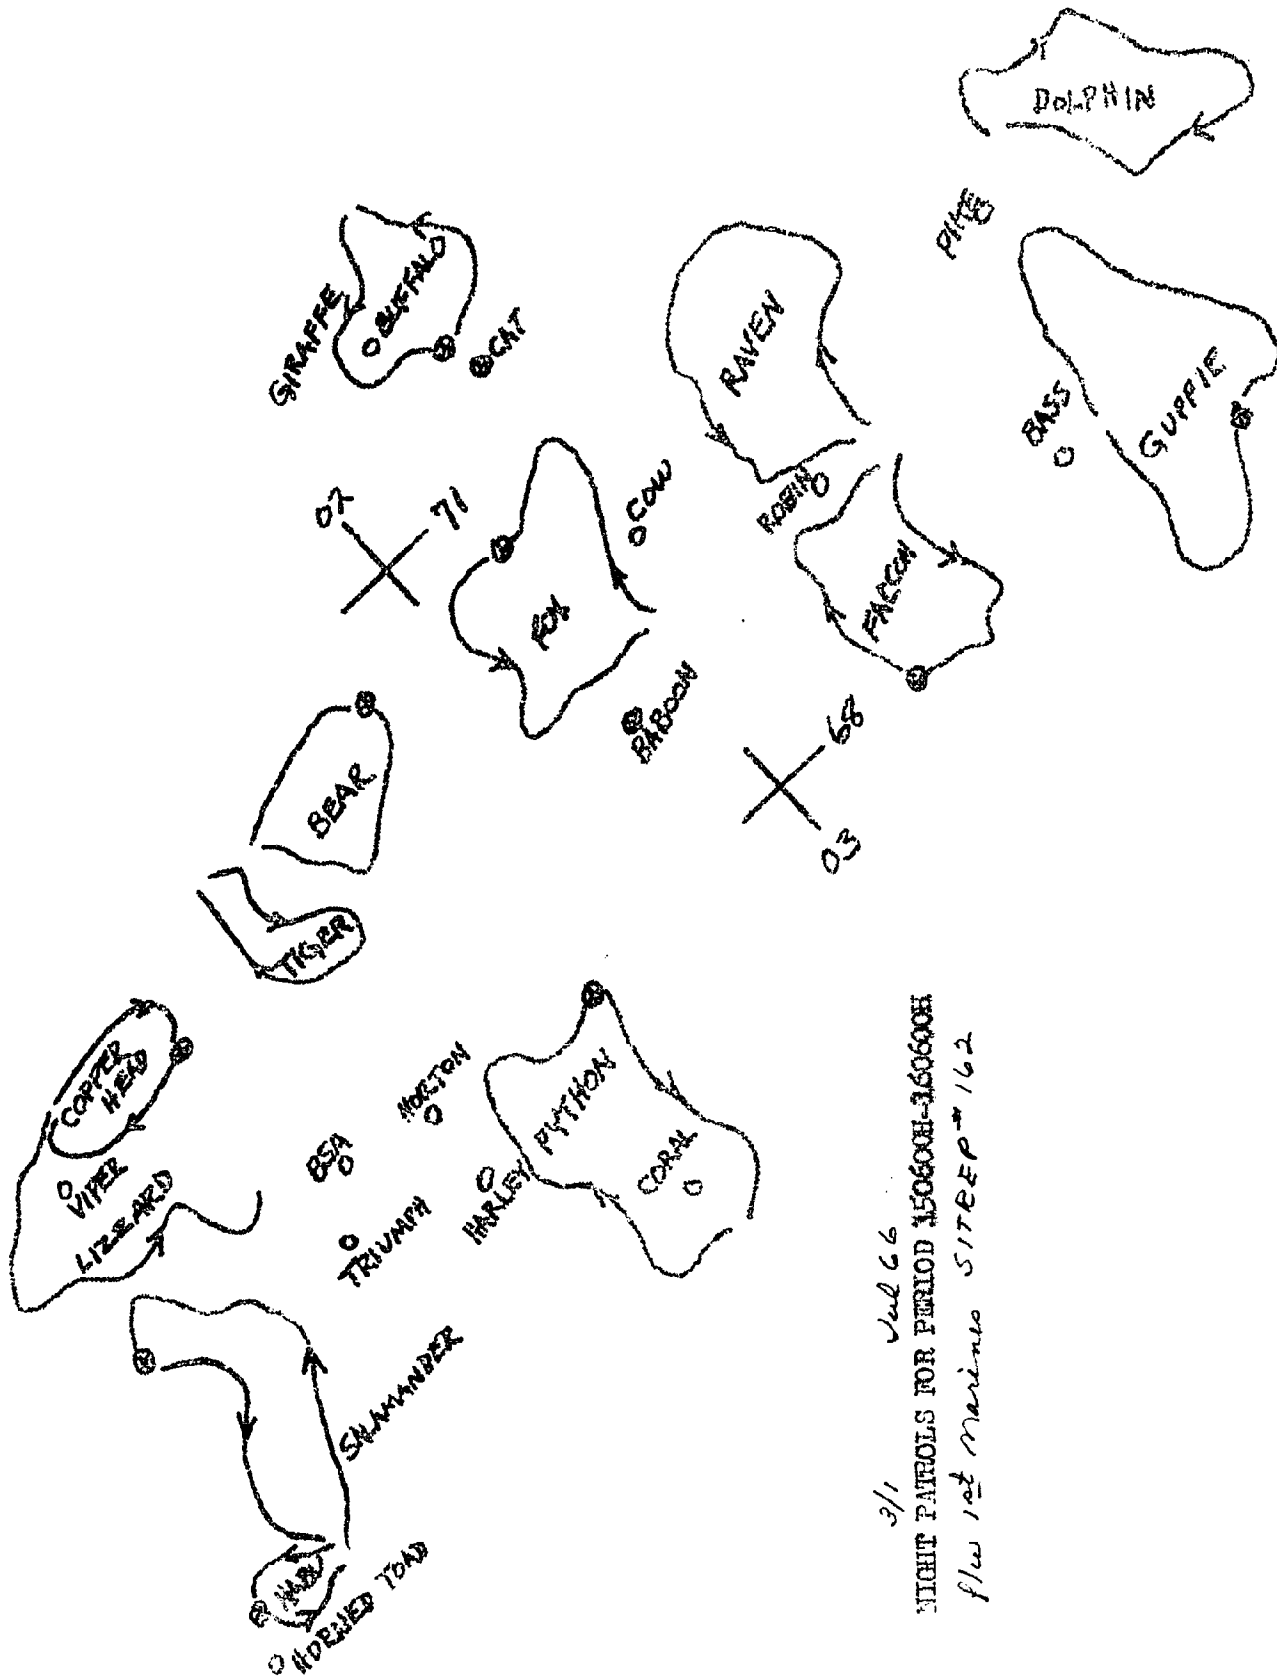 DOLPHIN
PIKE
GIRAFFE
BUFFALO
CAT
RAVEN
BASS
GUPPIE
ROBIN
COW
07
71
FOX
FALCON
BABOON
68
03
BEAR
TIGER
COPPER
HEAD
VIPER
LIZZARD
BSA
NORTON
TRIUMPH
HARLEY
PYTHON
CORAL
SALAMANDER
HABU
HORNED TOAD
3/1 Jul 66
NIGHT PATROLS FOR PERIOD 150600H-160600H
P/w 1st Marines SITREP # 162